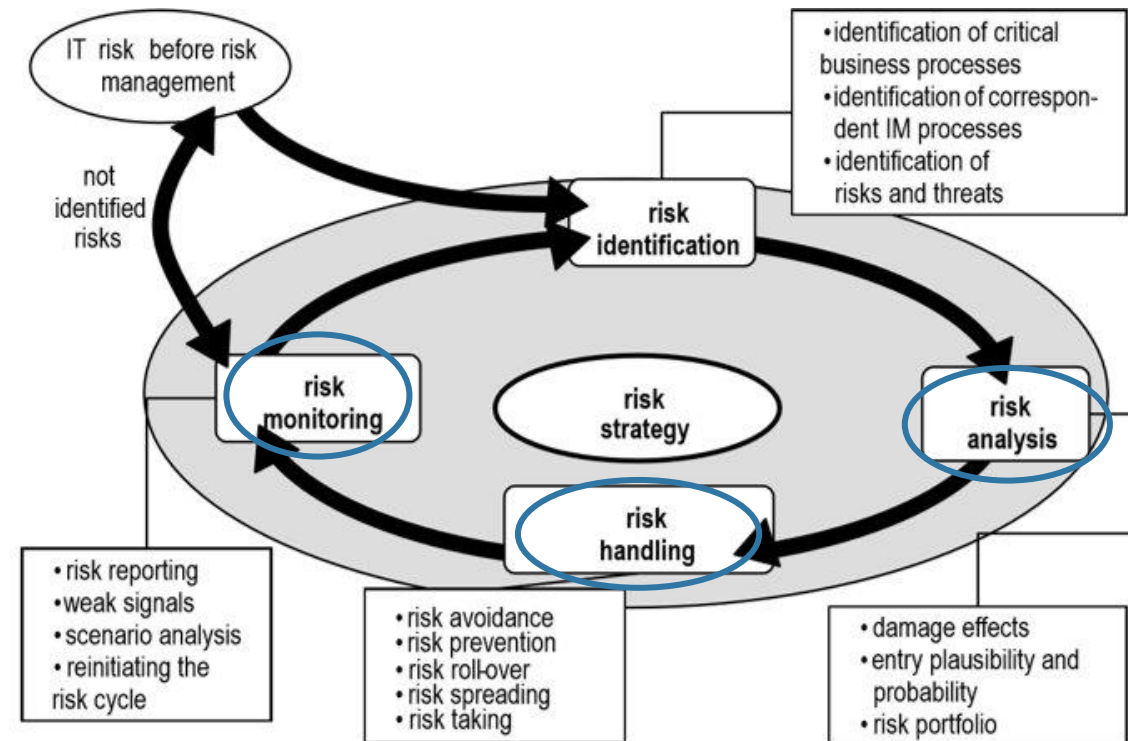 IT risk before risk
management
•identification of critical
business processes
•identification of correspon-
dent IM processes
•identification of
risks and threats
not
identified
risks
risk
identification
risk
monitoring
risk
strategy
risk
analysis
risk
handling
•risk reporting
•weak signals
•scenario analysis
•reinitiating the
risk cycle
•risk avoidance
•risk prevention
•risk roll-over
•risk spreading
•risk taking
•damage effects
•entry plausibility and
probability
•risk portfolio